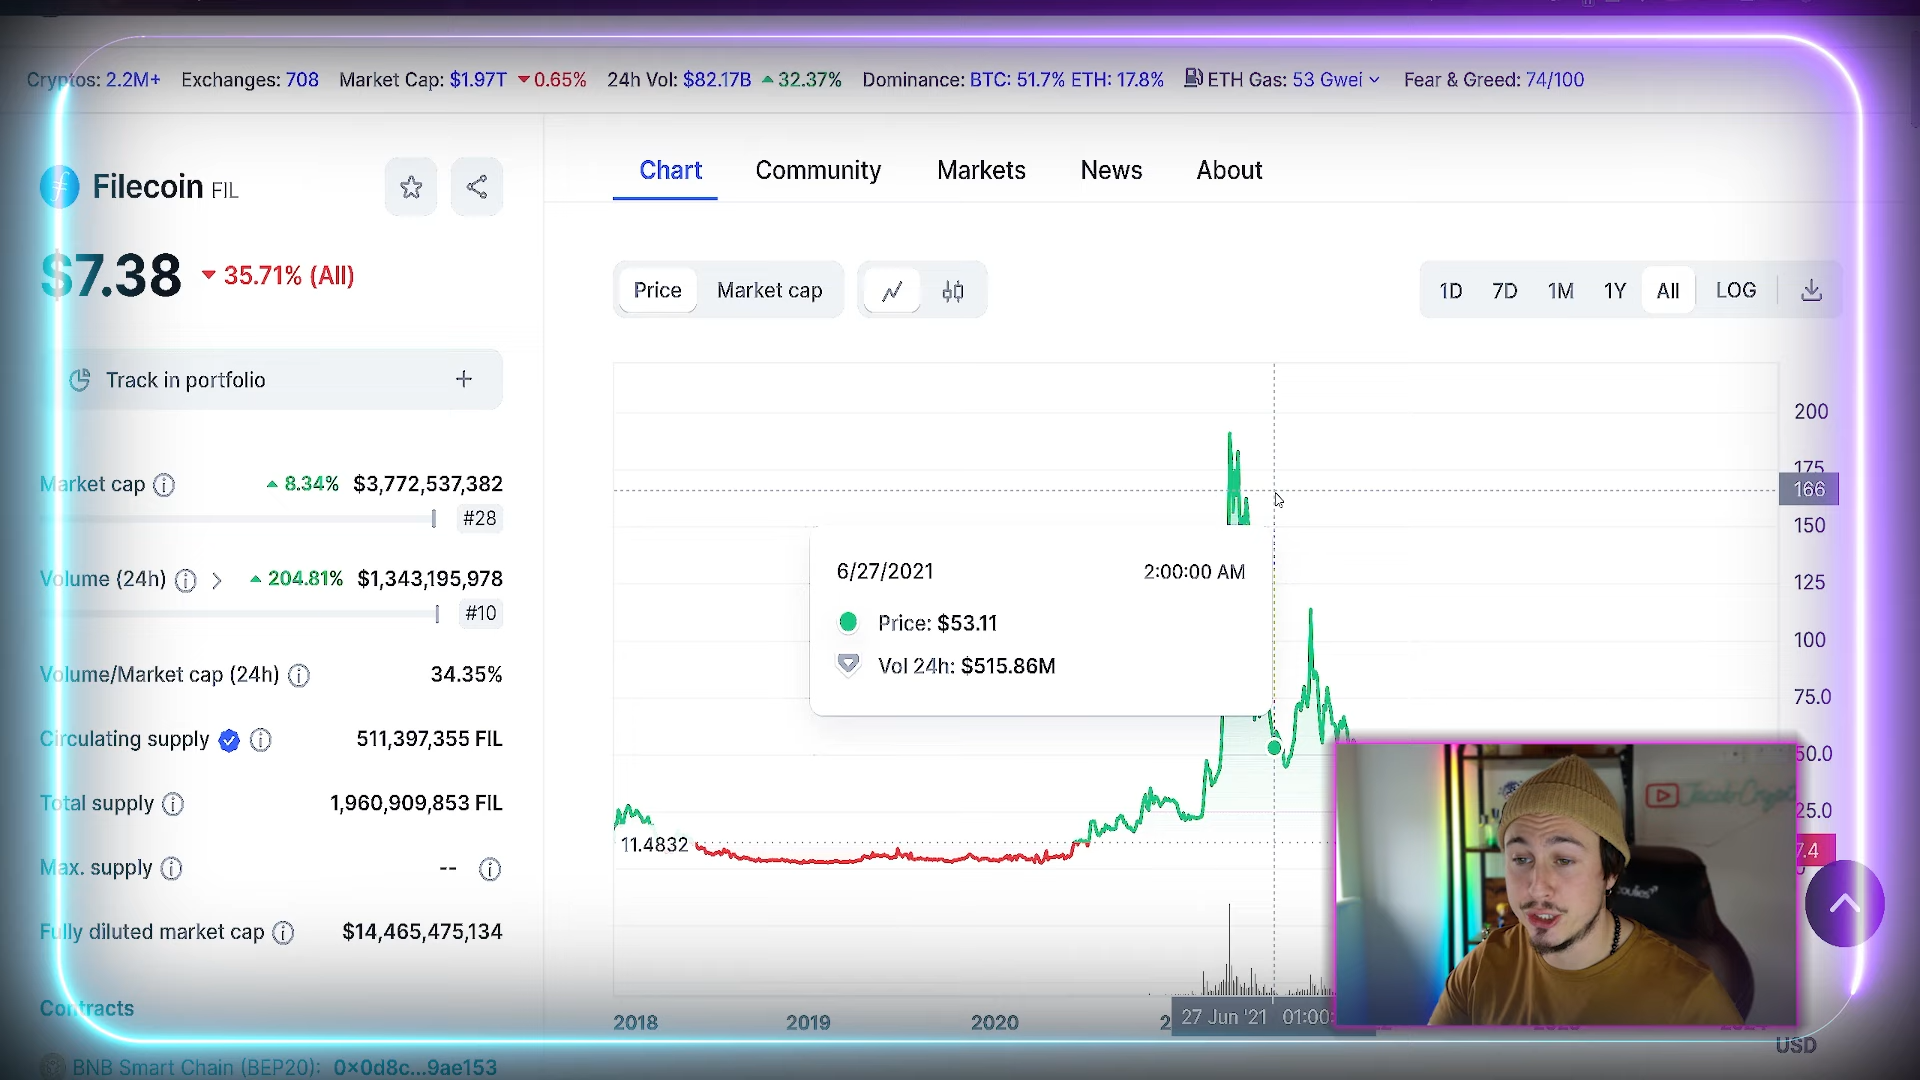 Cryptos: 2.2M+ Exchanges: 708 Market Cap: $1.97T 0.65% 24h Vol: $82.17B 32.37% Dominance: BTC: 51.7% ETH: 17.8% ETH Gas: 53 Gwei Fear & Greed: 74/100
Filecoin FIL
$7.38 35.71% (All)
Track in portfolio +
Market cap 8.34% $3,772,537,382
#28
Volume (24h) 204.81% $1,343,195,978
#10
Volume/Market cap (24h) 34.35%
Circulating supply 511,397,355 FIL
Total supply 1,960,909,853 FIL
Max. supply --
Fully diluted market cap $14,465,475,134
Contracts
BNB Smart Chain (BEP20): 0x0d8c...9ae153
Chart Community Markets News About
Price Market cap 1D 7D 1M 1Y All LOG
200
175
166
150
125
100
75.0
50.0
25.0
7.4
6/27/2021 2:00:00 AM
Price: $53.11
Vol 24h: $515.86M
11.4832
2018 2019 2020 27 Jun '21 01:00:
USD